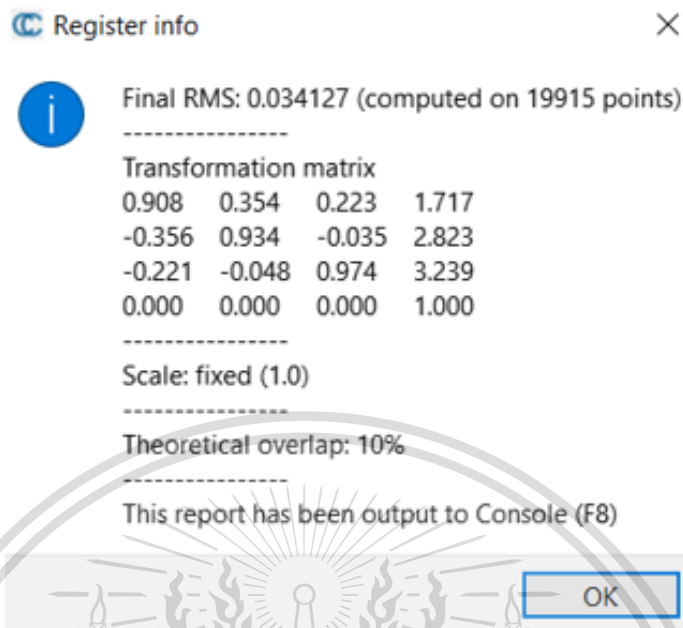 Register info
Final RMS: 0.034127 (computed on 19915 points)
----------------
Transformation matrix
0.908 0.354 0.223 1.717
-0.356 0.934 -0.035 2.823
-0.221 -0.048 0.974 3.239
0.000 0.000 0.000 1.000
----------------
Scale: fixed (1.0)
----------------
Theoretical overlap: 10%
----------------
This report has been output to Console (F8)
OK